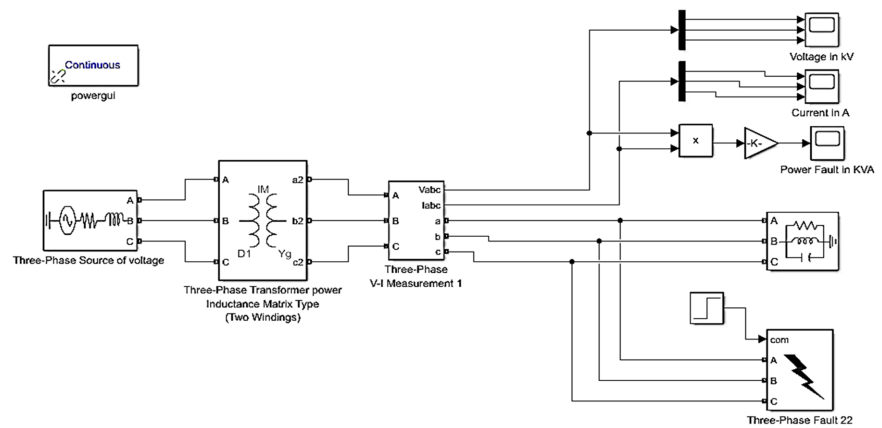 Continuous
powergui
Voltage in kV
Current in A
x
-K-
Power Fault in KVA
A
B
C
Three-Phase Source of voltage
A
B
C
IM
D1
Yg
a2
b2
c2
Three-Phase Transformer power
Inductance Matrix Type
(Two Windings)
A
B
C
Vabc
Iabc
a
b
c
Three-Phase
V-I Measurement 1
A
B
C
com
A
B
C
Three-Phase Fault 22